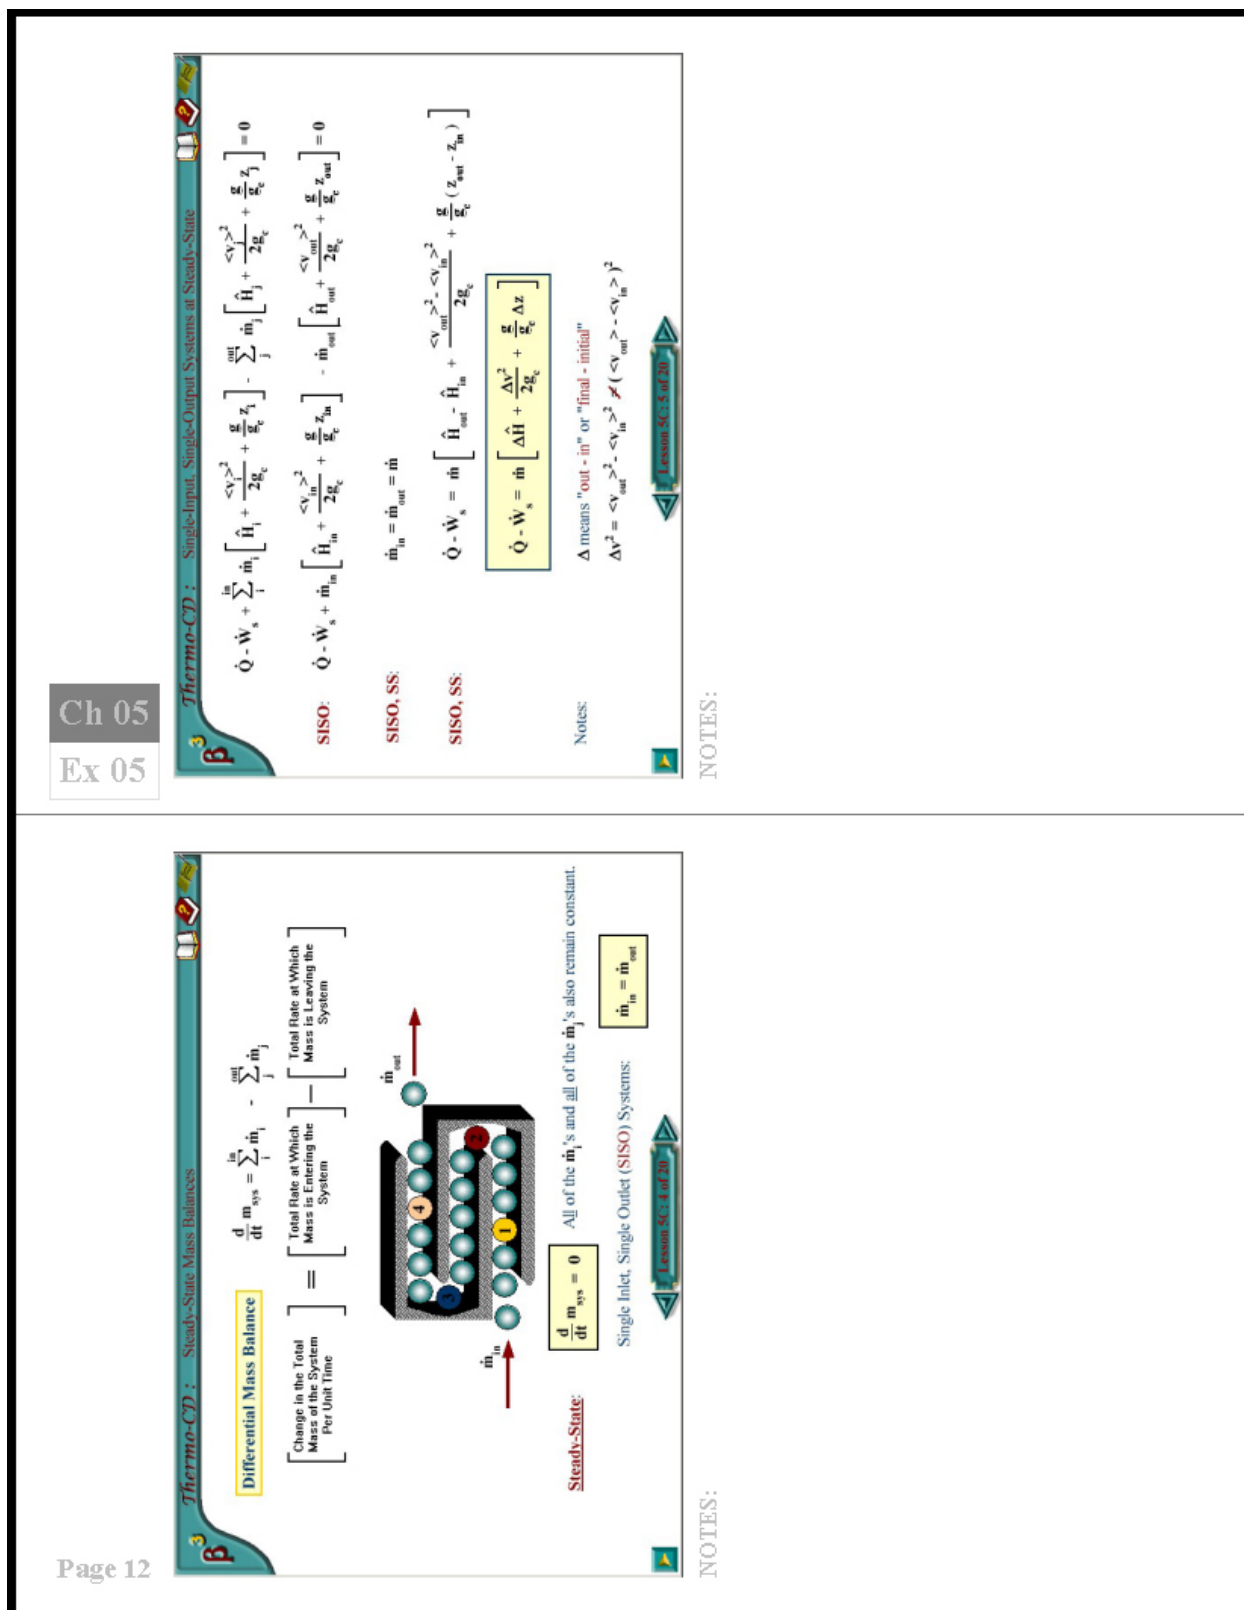 Page 12
Ch 05
Ex 05
β3
Thermo-CD : Steady-State Mass Balances
Differential Mass Balance
d/dt m_sys = Σ_i^in ṁ_i - Σ_j^out ṁ_j
[Change in the Total Mass of the System Per Unit Time] = [Total Rate at Which Mass is Entering the System] — [Total Rate at Which Mass is Leaving the System]
ṁ_in
1
2
3
4
ṁ_out
Steady-State: d/dt m_sys = 0 All of the ṁ_i's and all of the ṁ_j's also remain constant.
Single Inlet, Single Outlet (SISO) Systems: ṁ_in = ṁ_out
Lesson 5C: 4 of 20
NOTES:
β3
Thermo-CD : Single-Input, Single-Output Systems at Steady-State
Q̇ - Ẇ_s + Σ_i^in ṁ_i [Ĥ_i + <v_i>²/2g_c + g/g_c z_i] - Σ_j^out ṁ_j [Ĥ_j + <v_j>²/2g_c + g/g_c z_j] = 0
SISO: Q̇ - Ẇ_s + ṁ_in [Ĥ_in + <v_in>²/2g_c + g/g_c z_in] - ṁ_out [Ĥ_out + <v_out>²/2g_c + g/g_c z_out] = 0
SISO, SS: ṁ_in = ṁ_out = ṁ
SISO, SS: Q̇ - Ẇ_s = ṁ [Ĥ_out - Ĥ_in + (<v_out>² - <v_in>²)/2g_c + g/g_c (z_out - z_in)]
Q̇ - Ẇ_s = ṁ [ΔĤ + Δv²/2g_c + g/g_c Δz]
Notes: Δ means "out - in" or "final - initial"
Δv² = <v_out>² - <v_in>² ≠ (<v_out> - <v_in>)²
Lesson 5C: 5 of 20
NOTES: